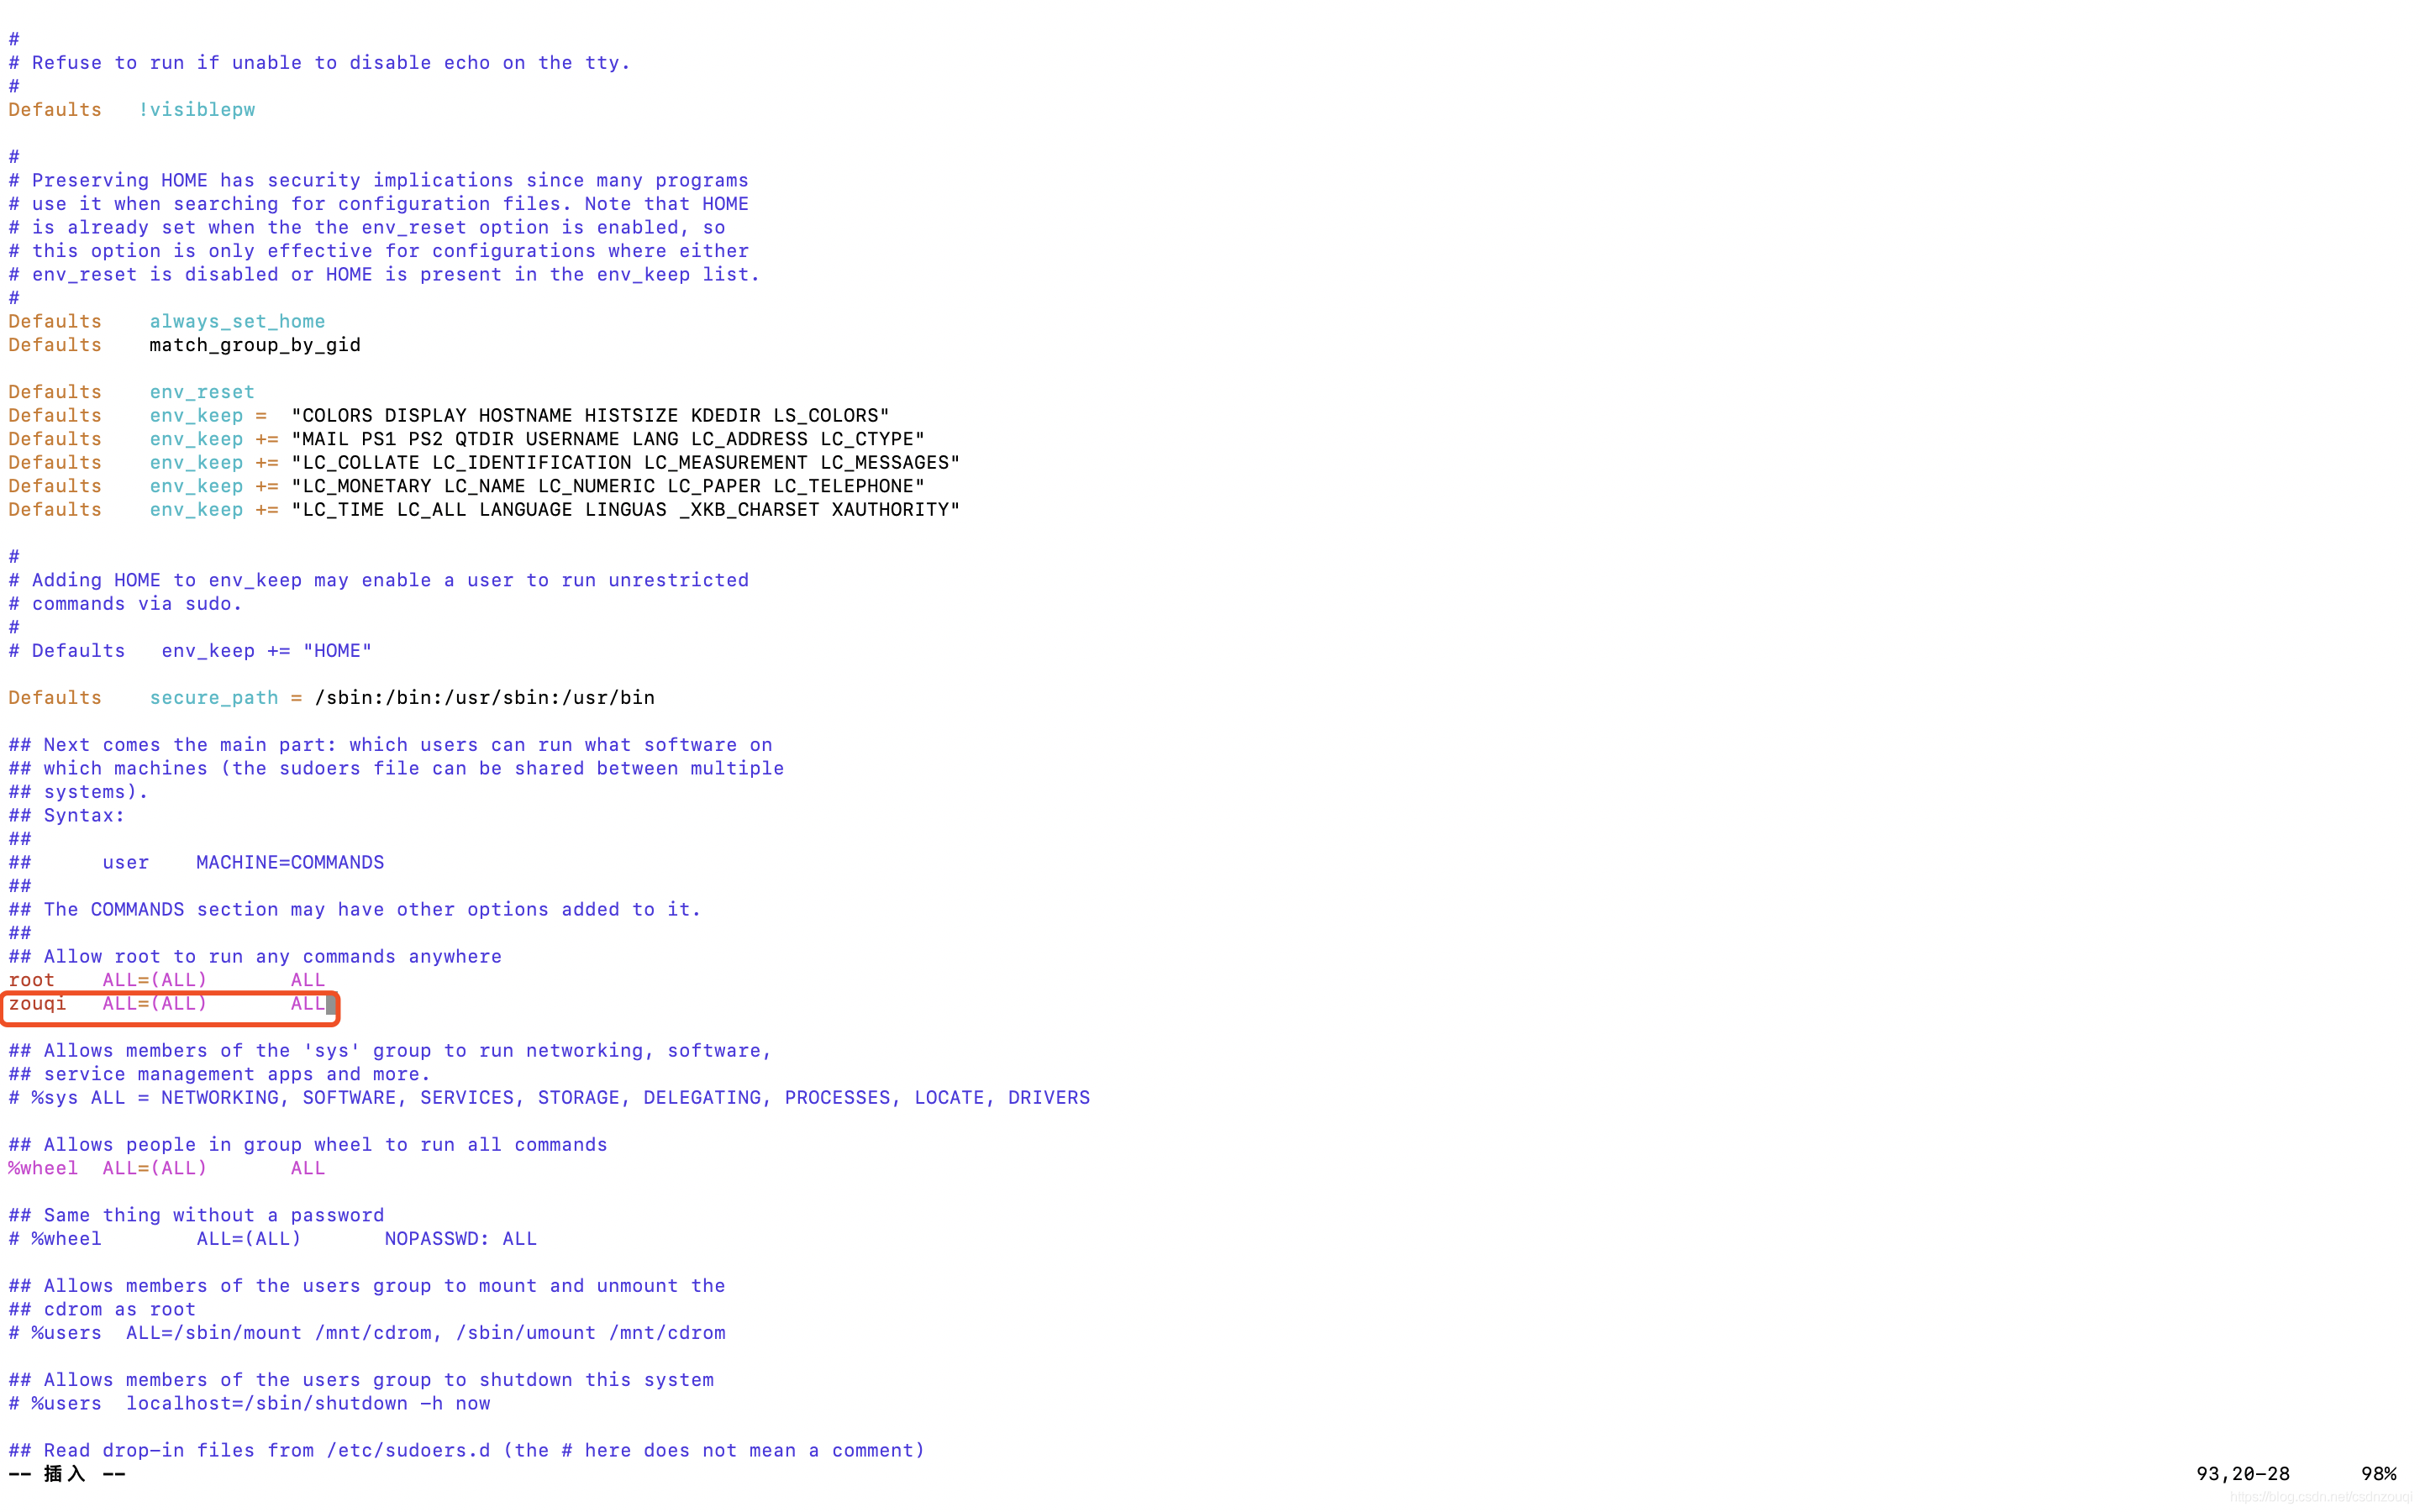 #
# Refuse to run if unable to disable echo on the tty.
#
Defaults   !visiblepw
#
# Preserving HOME has security implications since many programs
# use it when searching for configuration files. Note that HOME
# is already set when the the env_reset option is enabled, so
# this option is only effective for configurations where either
# env_reset is disabled or HOME is present in the env_keep list.
#
Defaults    always_set_home
Defaults    match_group_by_gid
Defaults    env_reset
Defaults    env_keep =  "COLORS DISPLAY HOSTNAME HISTSIZE KDEDIR LS_COLORS"
Defaults    env_keep += "MAIL PS1 PS2 QTDIR USERNAME LANG LC_ADDRESS LC_CTYPE"
Defaults    env_keep += "LC_COLLATE LC_IDENTIFICATION LC_MEASUREMENT LC_MESSAGES"
Defaults    env_keep += "LC_MONETARY LC_NAME LC_NUMERIC LC_PAPER LC_TELEPHONE"
Defaults    env_keep += "LC_TIME LC_ALL LANGUAGE LINGUAS _XKB_CHARSET XAUTHORITY"
#
# Adding HOME to env_keep may enable a user to run unrestricted
# commands via sudo.
#
# Defaults   env_keep += "HOME"
Defaults    secure_path = /sbin:/bin:/usr/sbin:/usr/bin
## Next comes the main part: which users can run what software on
## which machines (the sudoers file can be shared between multiple
## systems).
## Syntax:
##
##      user    MACHINE=COMMANDS
##
## The COMMANDS section may have other options added to it.
##
## Allow root to run any commands anywhere
root    ALL=(ALL)       ALL
zouqi   ALL=(ALL)       ALL
## Allows members of the 'sys' group to run networking, software,
## service management apps and more.
# %sys ALL = NETWORKING, SOFTWARE, SERVICES, STORAGE, DELEGATING, PROCESSES, LOCATE, DRIVERS
## Allows people in group wheel to run all commands
%wheel  ALL=(ALL)       ALL
## Same thing without a password
# %wheel        ALL=(ALL)       NOPASSWD: ALL
## Allows members of the users group to mount and unmount the
## cdrom as root
# %users  ALL=/sbin/mount /mnt/cdrom, /sbin/umount /mnt/cdrom
## Allows members of the users group to shutdown this system
# %users  localhost=/sbin/shutdown -h now
## Read drop-in files from /etc/sudoers.d (the # here does not mean a comment)
-- 插入 --                    93,20-28      98%
https://blog.csdn.net/csdnzouqi